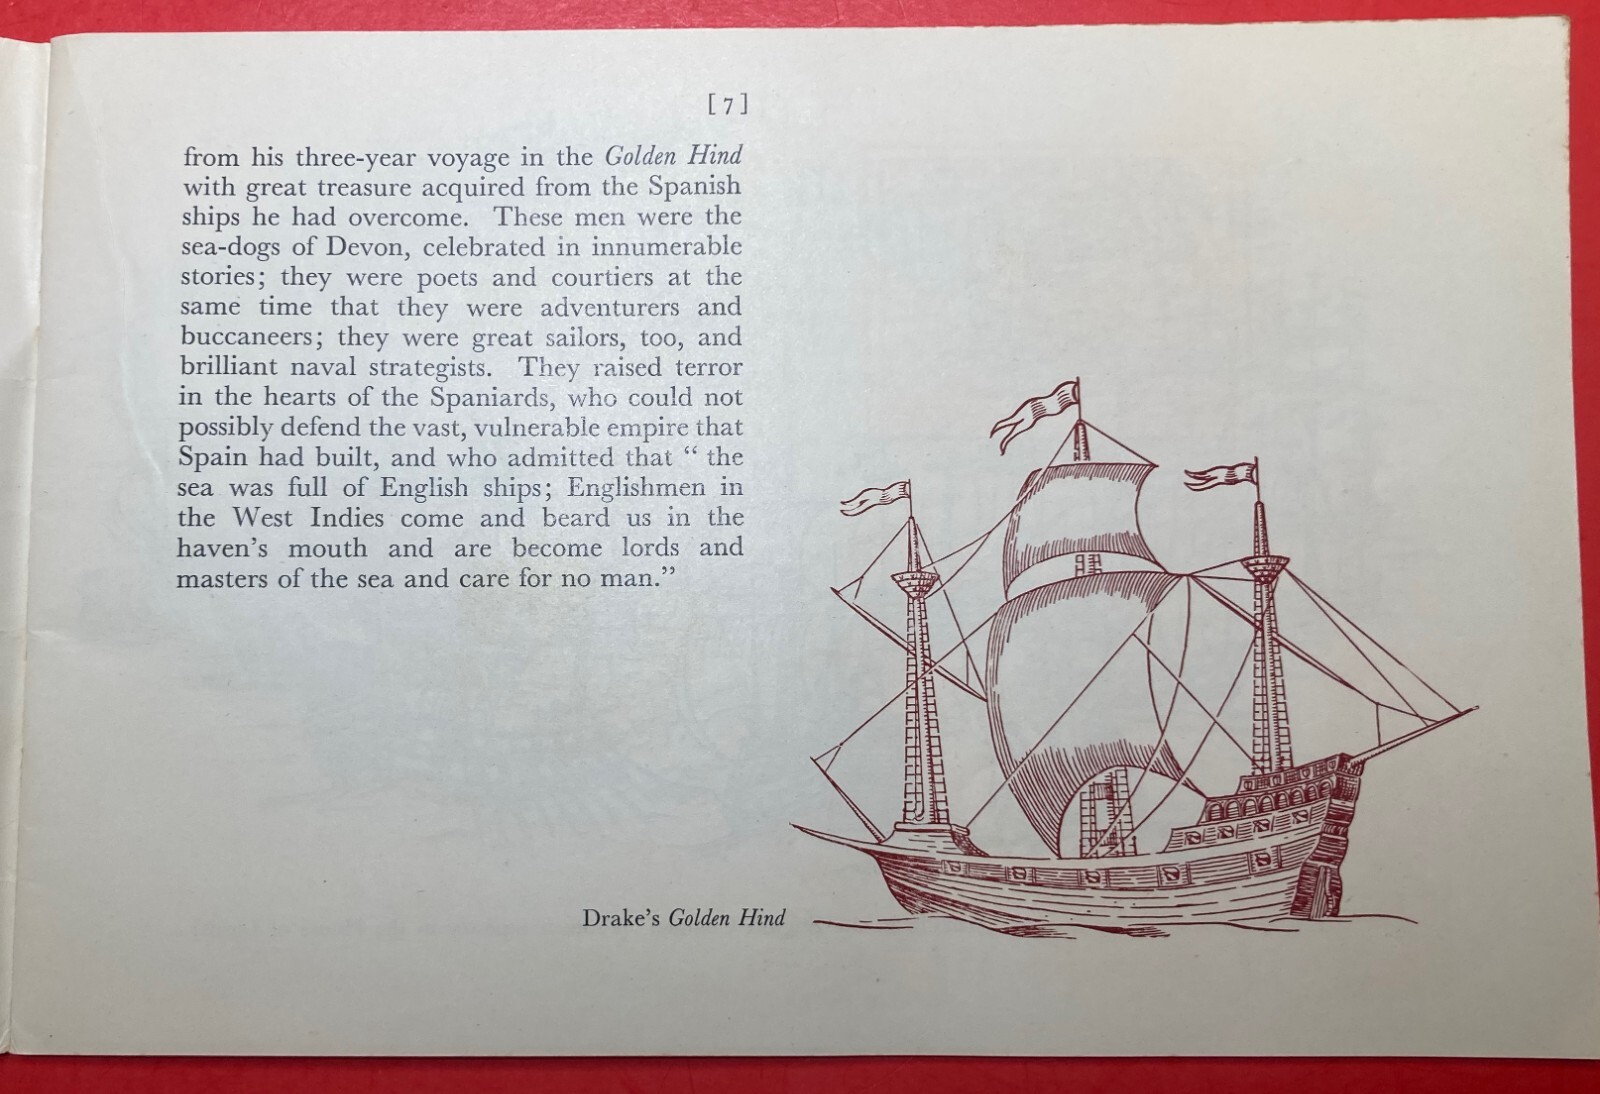 [ 7 ]
from his three-year voyage in the Golden Hind
with great treasure acquired from the Spanish
ships he had overcome. These men were the
sea-dogs of Devon, celebrated in innumerable
stories; they were poets and courtiers at the
same time that they were adventurers and
buccaneers; they were great sailors, too, and
brilliant naval strategists. They raised terror
in the hearts of the Spaniards, who could not
possibly defend the vast, vulnerable empire that
Spain had built, and who admitted that “ the
sea was full of English ships; Englishmen in
the West Indies come and beard us in the
haven’s mouth and are become lords and
masters of the sea and care for no man.”
Drake’s Golden Hind